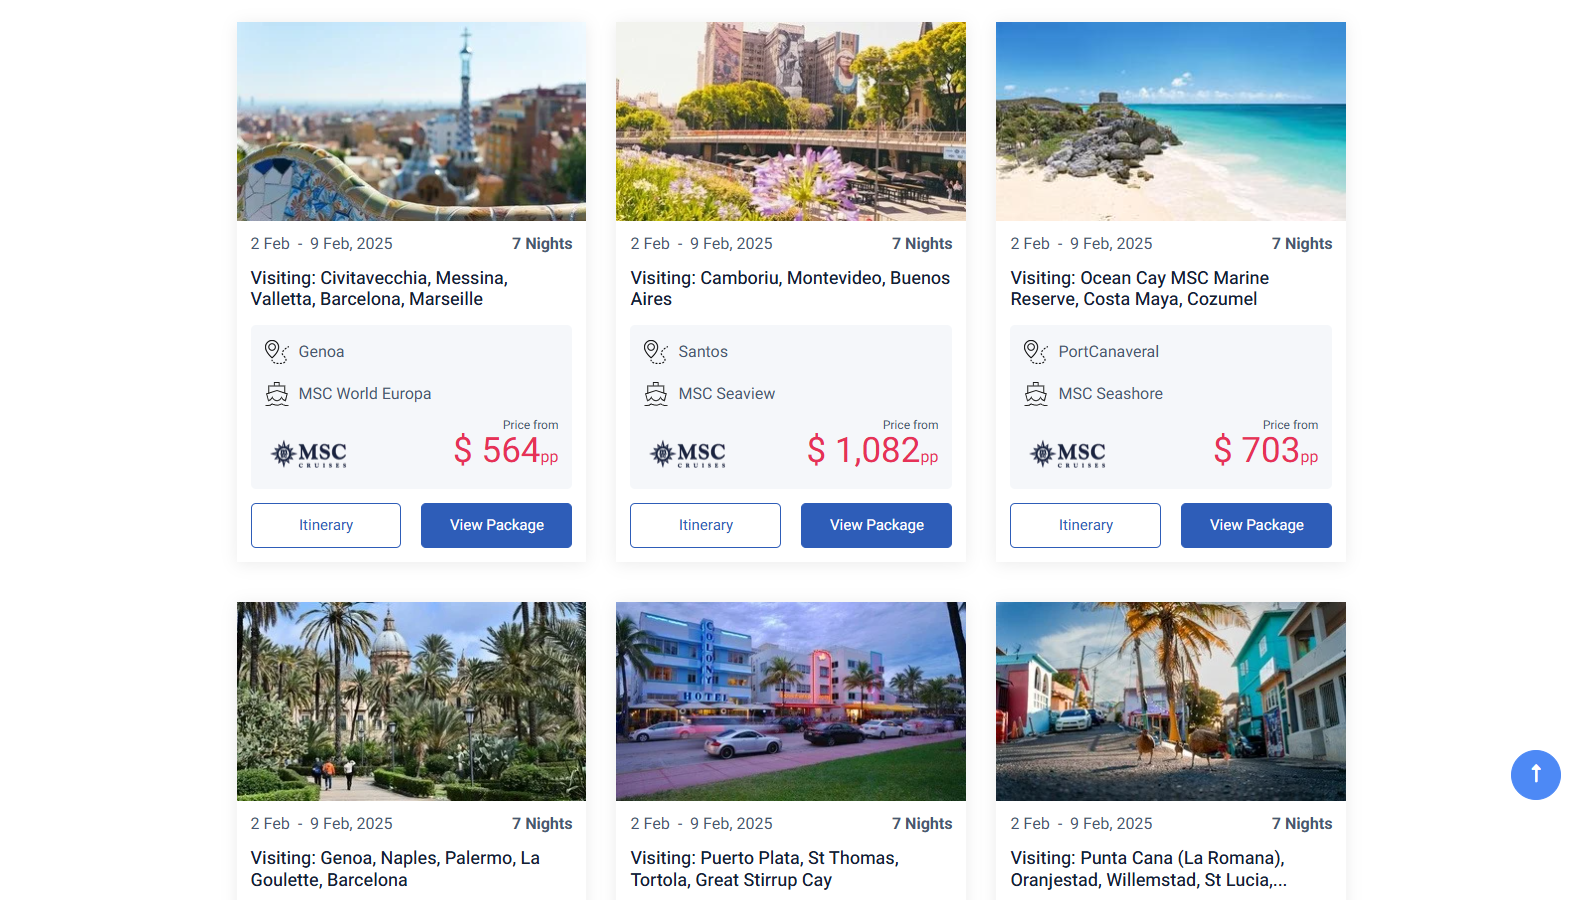 2 Feb - 9 Feb, 2025
7 Nights
Visiting: Civitavecchia, Messina,
Valletta, Barcelona, Marseille
Genoa
MSC World Europa
Price from
MSC
CRUISES
$ 564pp
Itinerary
View Package
2 Feb - 9 Feb, 2025
7 Nights
Visiting: Camboriu, Montevideo, Buenos
Aires
Santos
MSC Seaview
Price from
MSC
CRUISES
$ 1,082pp
Itinerary
View Package
2 Feb - 9 Feb, 2025
7 Nights
Visiting: Ocean Cay MSC Marine
Reserve, Costa Maya, Cozumel
PortCanaveral
MSC Seashore
Price from
MSC
CRUISES
$ 703pp
Itinerary
View Package
2 Feb - 9 Feb, 2025
7 Nights
Visiting: Genoa, Naples, Palermo, La
Goulette, Barcelona
COLONY
HOTEL
2 Feb - 9 Feb, 2025
7 Nights
Visiting: Puerto Plata, St Thomas,
Tortola, Great Stirrup Cay
2 Feb - 9 Feb, 2025
7 Nights
Visiting: Punta Cana (La Romana),
Oranjestad, Willemstad, St Lucia,...